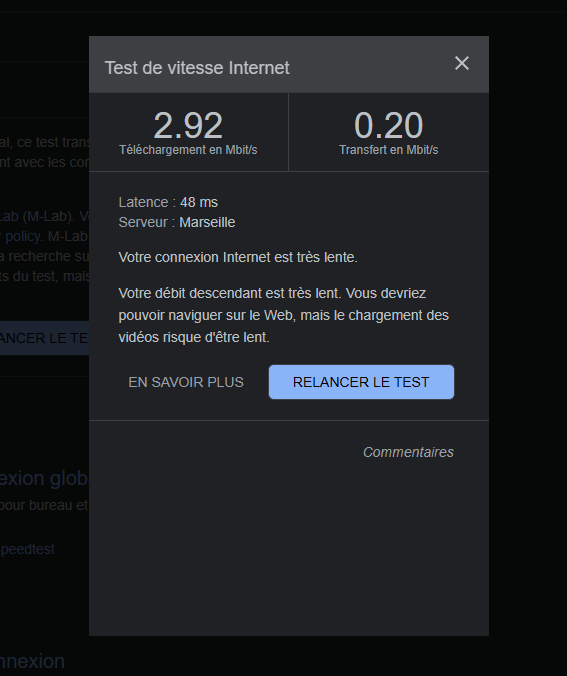 Test de vitesse Internet
2.92
Téléchargement en Mbit/s
0.20
Transfert en Mbit/s
al, ce test trans
nt avec les con
Latence : 48 ms
Serveur : Marseille
Lab (M-Lab). V
policy. M-Lab
a recherche su
ts du test, mais
Votre connexion Internet est très lente.
Votre débit descendant est très lent. Vous devriez
pouvoir naviguer sur le Web, mais le chargement des
vidéos risque d'être lent.
ANCER LE TE
EN SAVOIR PLUS
RELANCER LE TEST
Commentaires
exion glob
pour bureau et
peedtest
nnexion